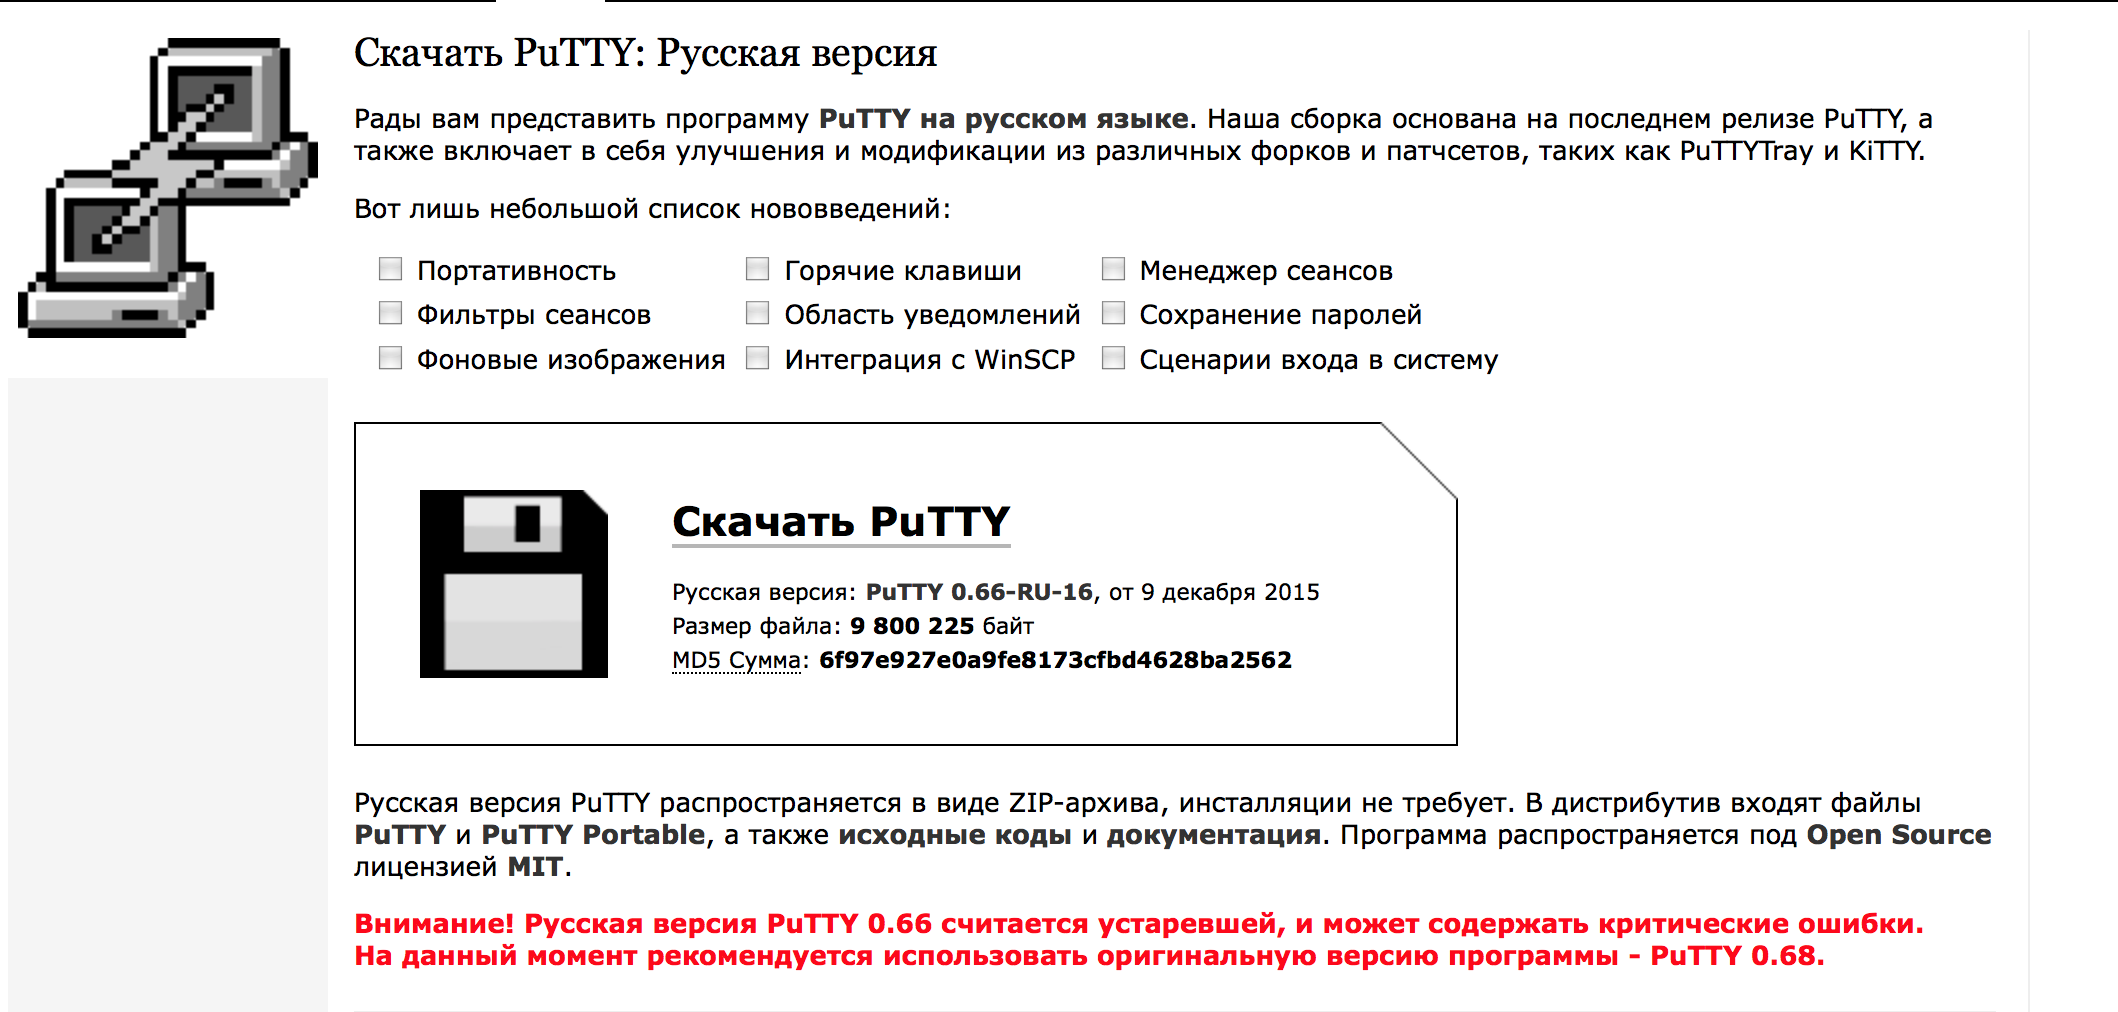 Скачать PuTTY: Русская версия
Рады вам представить программу PuTTY на русском языке. Наша сборка основана на последнем релизе PuTTY, а
также включает в себя улучшения и модификации из различных форков и патчсетов, таких как PuTTYTray и KiTTY.
Вот лишь небольшой список нововведений:
Портативность Горячие клавиши Менеджер сеансов
Фильтры сеансов Область уведомлений Сохранение паролей
Фоновые изображения Интеграция с WinSCP Сценарии входа в систему
Скачать PuTTY
Русская версия: PuTTY 0.66-RU-16, от 9 декабря 2015
Размер файла: 9 800 225 байт
MD5 Сумма: 6f97e927e0a9fe8173cfbd4628ba2562
Русская версия PuTTY распространяется в виде ZIP-архива, инсталляции не требует. В дистрибутив входят файлы
PuTTY и PuTTY Portable, а также исходные коды и документация. Программа распространяется под Open Source
лицензией MIT.
Внимание! Русская версия PuTTY 0.66 считается устаревшей, и может содержать критические ошибки.
На данный момент рекомендуется использовать оригинальную версию программы - PuTTY 0.68.